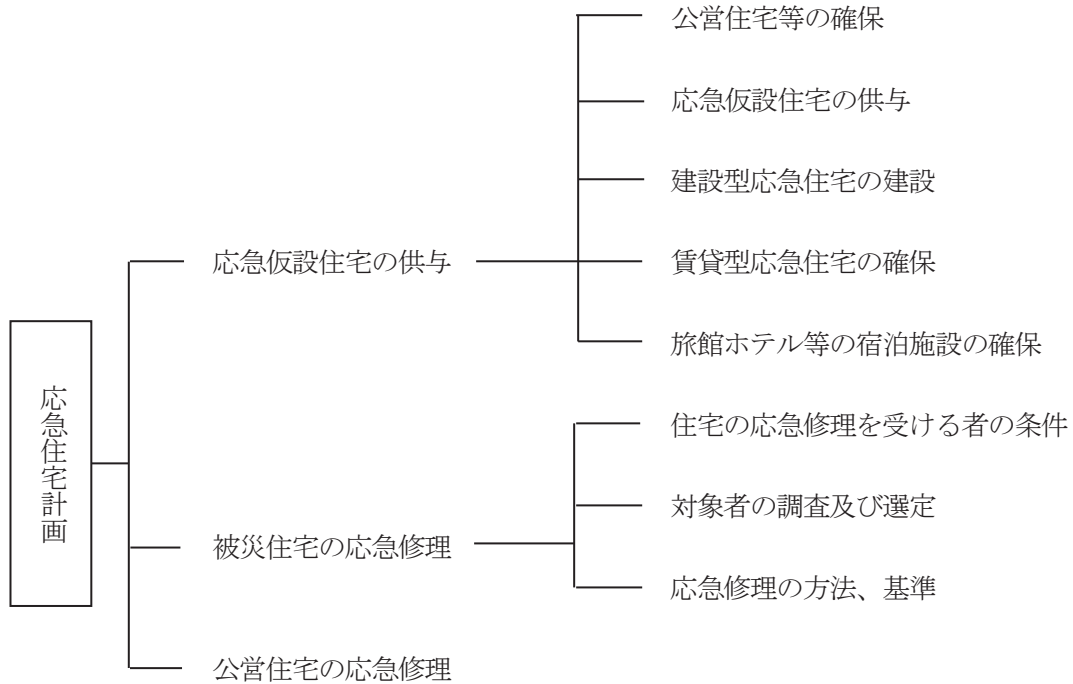 応急住宅計画
応急仮設住宅の供与
公営住宅等の確保
応急仮設住宅の供与
建設型応急住宅の建設
賃貸型応急住宅の確保
旅館ホテル等の宿泊施設の確保
被災住宅の応急修理
住宅の応急修理を受ける者の条件
対象者の調査及び選定
応急修理の方法、基準
公営住宅の応急修理